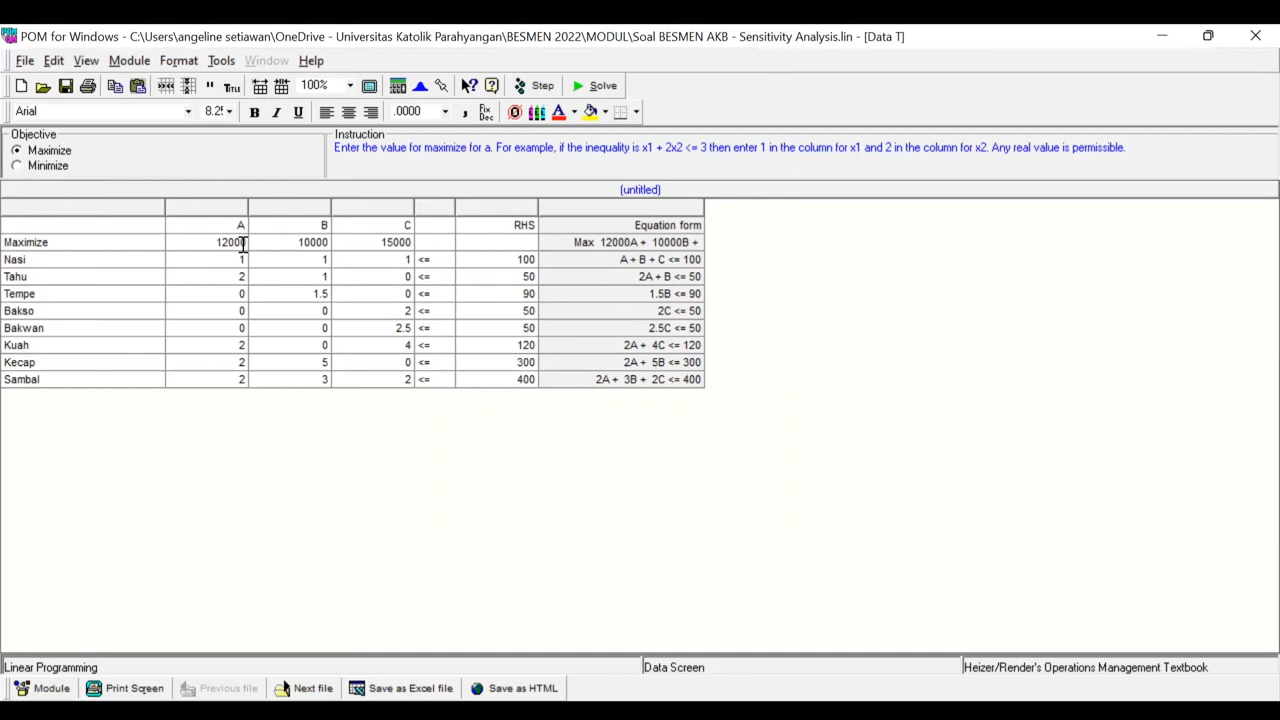 POM for Windows - C:\Users\angeline setiawan\OneDrive - Universitas Katolik Parahyangan\BESMEN 2022\MODUL\Soal BESMEN AKB - Sensitivity Analysis.lin - [Data T]
File Edit View Module Format Tools Window Help
TITLE 100% Step Solve
Arial 8.2 B I U .0000 , Fix Dec A
Objective
Maximize
Minimize
Instruction
Enter the value for maximize for a. For example, if the inequality is x1 + 2x2 <= 3 then enter 1 in the column for x1 and 2 in the column for x2. Any real value is permissible.
(untitled)
A B C RHS Equation form
Maximize 12000 10000 15000 Max 12000A + 10000B +
Nasi 1 1 1 <= 100 A + B + C <= 100
Tahu 2 1 0 <= 50 2A + B <= 50
Tempe 0 1.5 0 <= 90 1.5B <= 90
Bakso 0 0 2 <= 50 2C <= 50
Bakwan 0 0 2.5 <= 50 2.5C <= 50
Kuah 2 0 4 <= 120 2A + 4C <= 120
Kecap 2 5 0 <= 300 2A + 5B <= 300
Sambal 2 3 2 <= 400 2A + 3B + 2C <= 400
Linear Programming Data Screen Heizer/Render's Operations Management Textbook
Module Print Screen Previous file Next file Save as Excel file Save as HTML